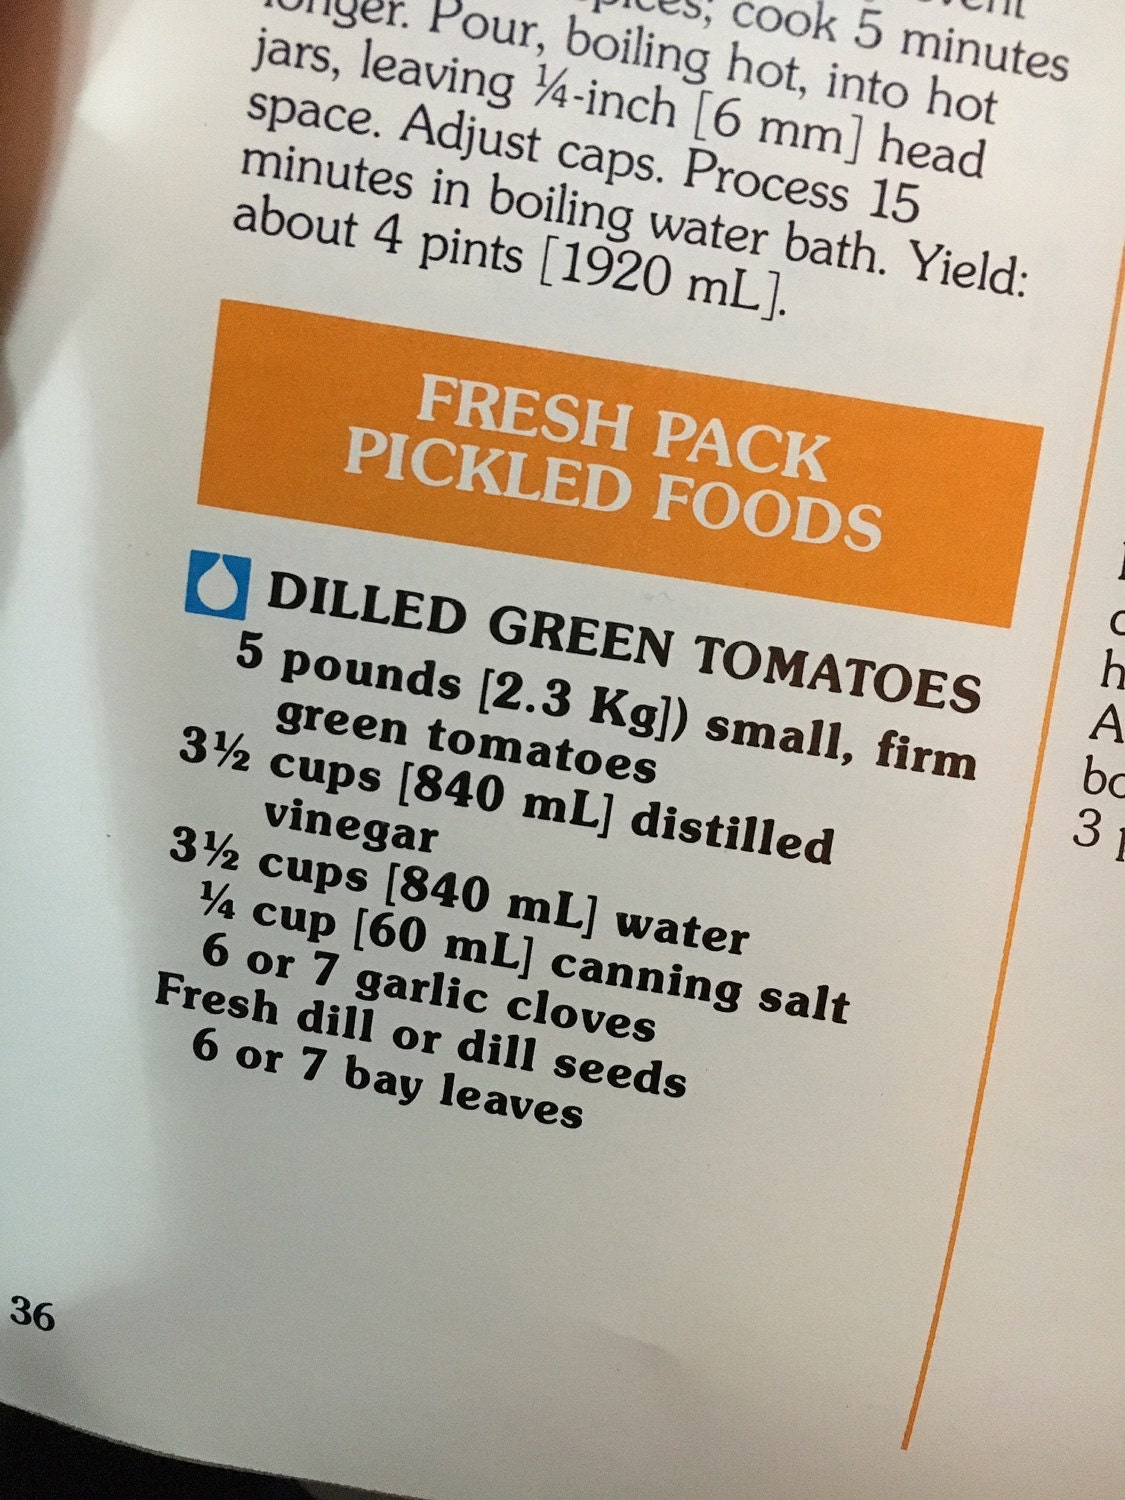 longer. Pour, boiling hot, into hot
cook 5 minutes
jars, leaving ¼-inch [6 mm] head
space. Adjust caps. Process 15
minutes in boiling water bath. Yield:
about 4 pints [1920 mL].
FRESH PACK
PICKLED FOODS
DILLED GREEN TOMATOES
5 pounds [2.3 Kg]) small, firm
green tomatoes
3½ cups [840 mL] distilled
vinegar
3½ cups [840 mL] water
¼ cup [60 mL] canning salt
6 or 7 garlic cloves
Fresh dill or dill seeds
6 or 7 bay leaves
36
3